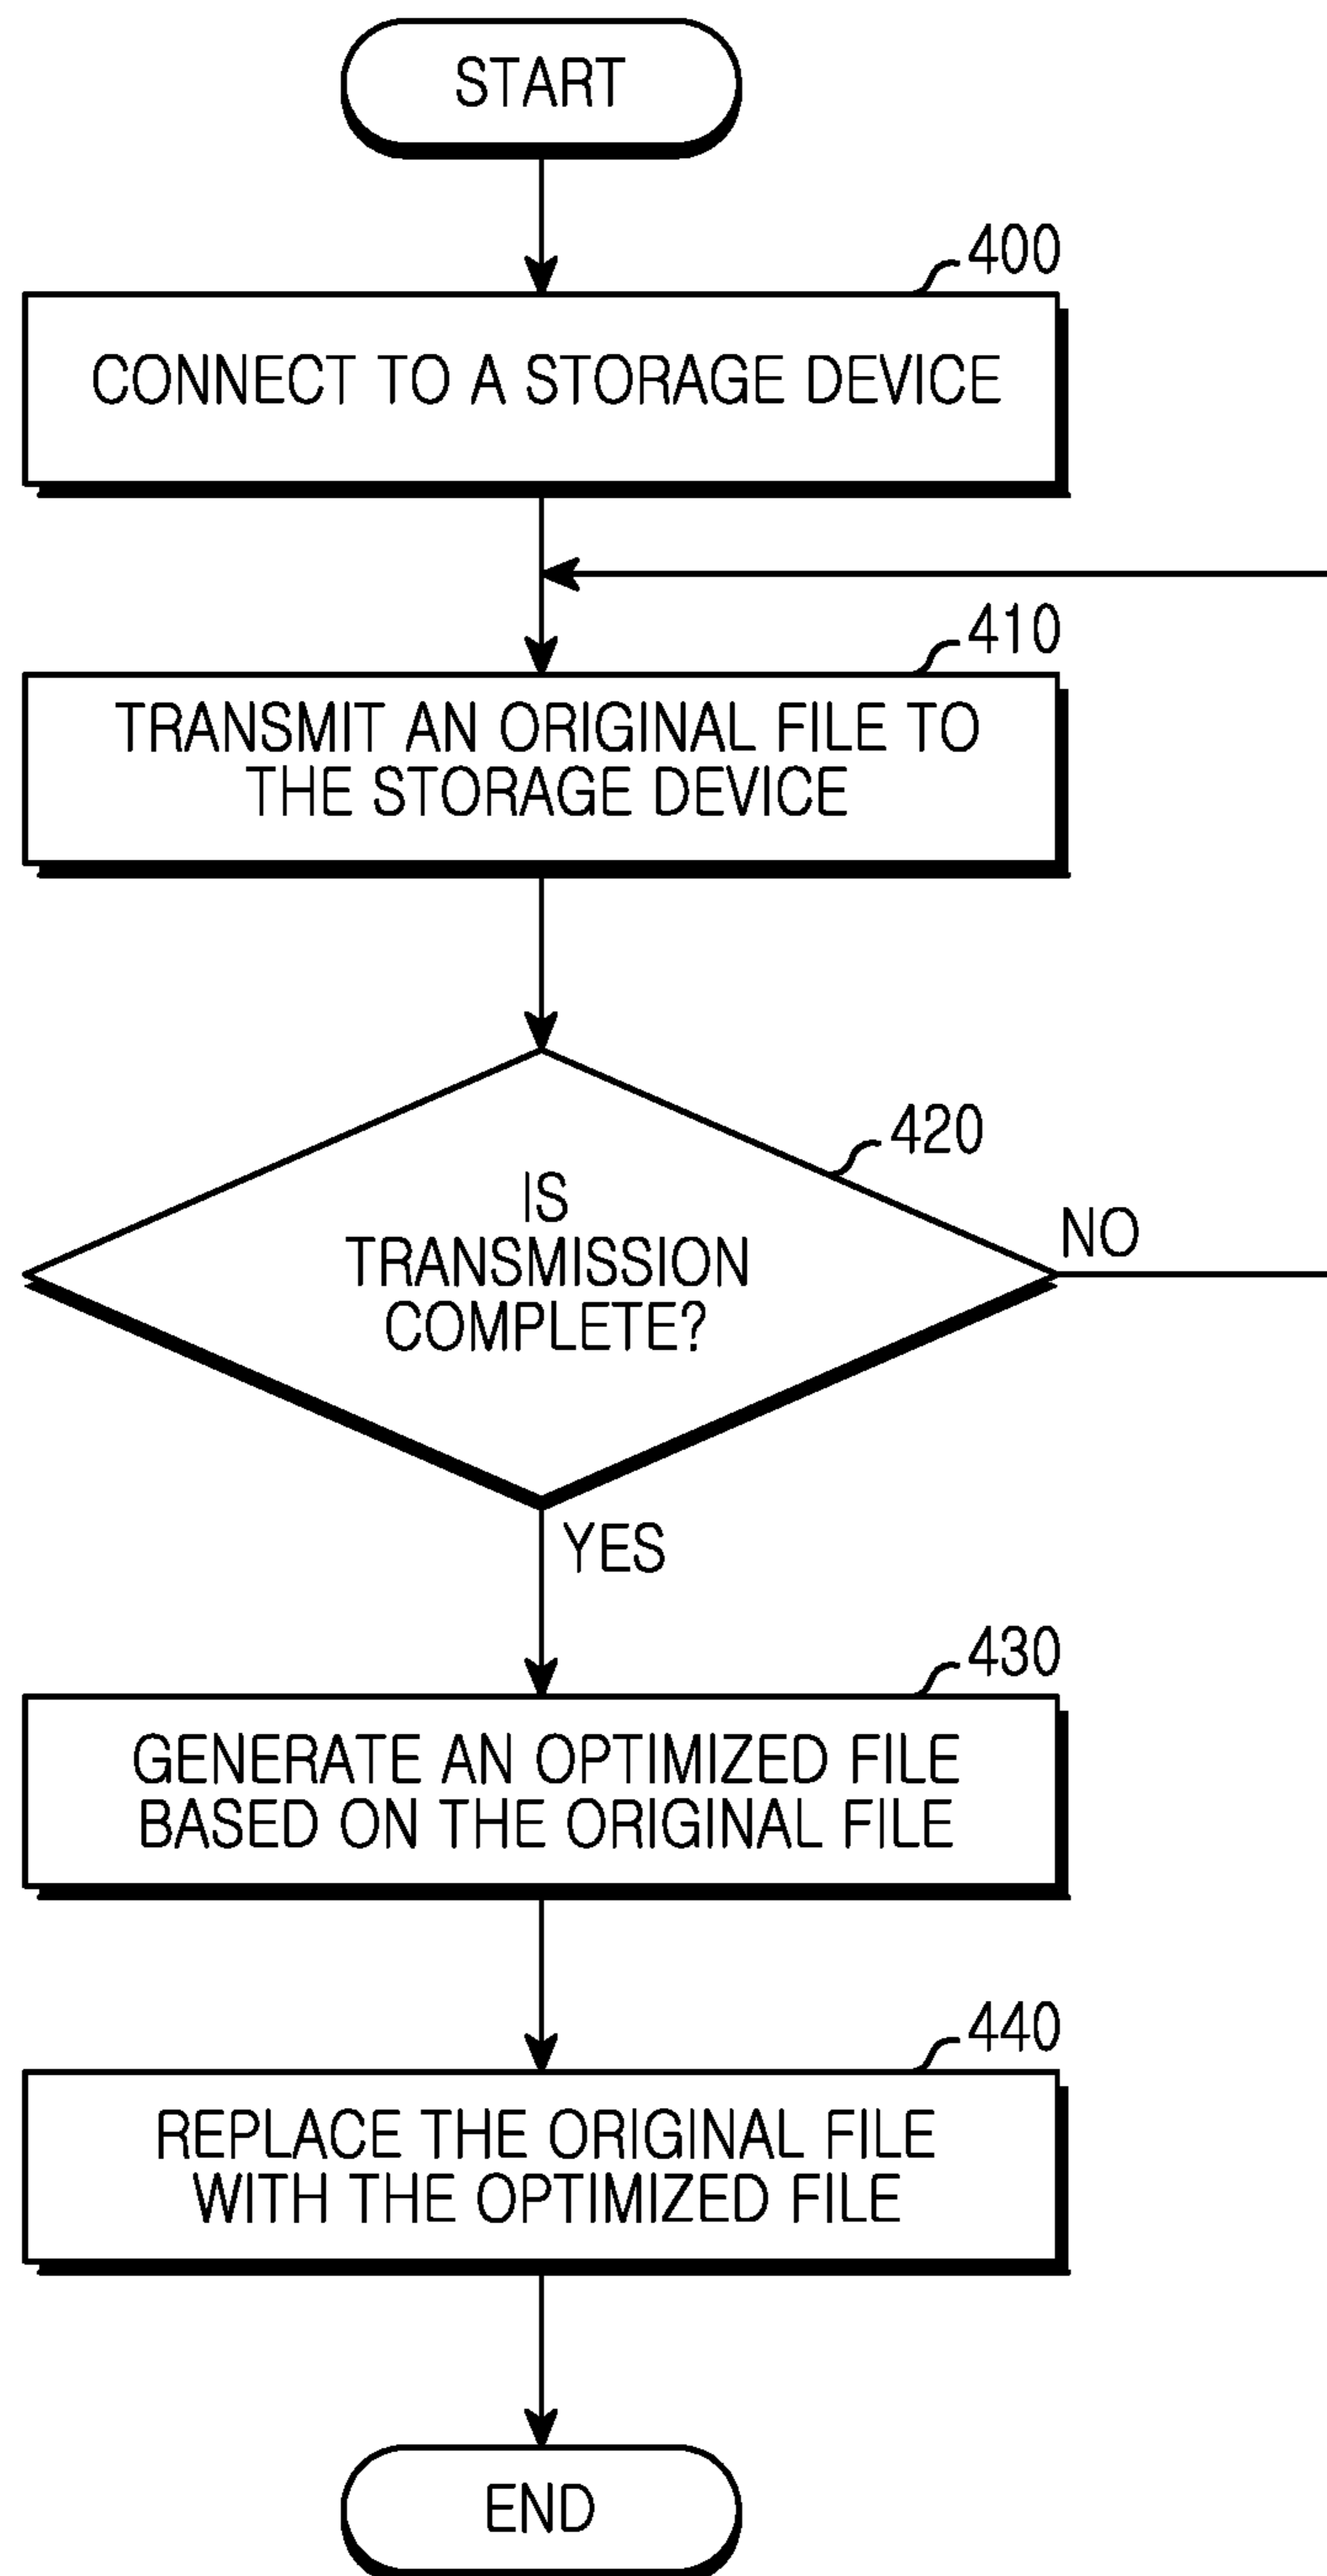 START
400
CONNECT TO A STORAGE DEVICE
410
TRANSMIT AN ORIGINAL FILE TO
THE STORAGE DEVICE
420
IS
TRANSMISSION
COMPLETE?
NO
YES
430
GENERATE AN OPTIMIZED FILE
BASED ON THE ORIGINAL FILE
440
REPLACE THE ORIGINAL FILE
WITH THE OPTIMIZED FILE
END